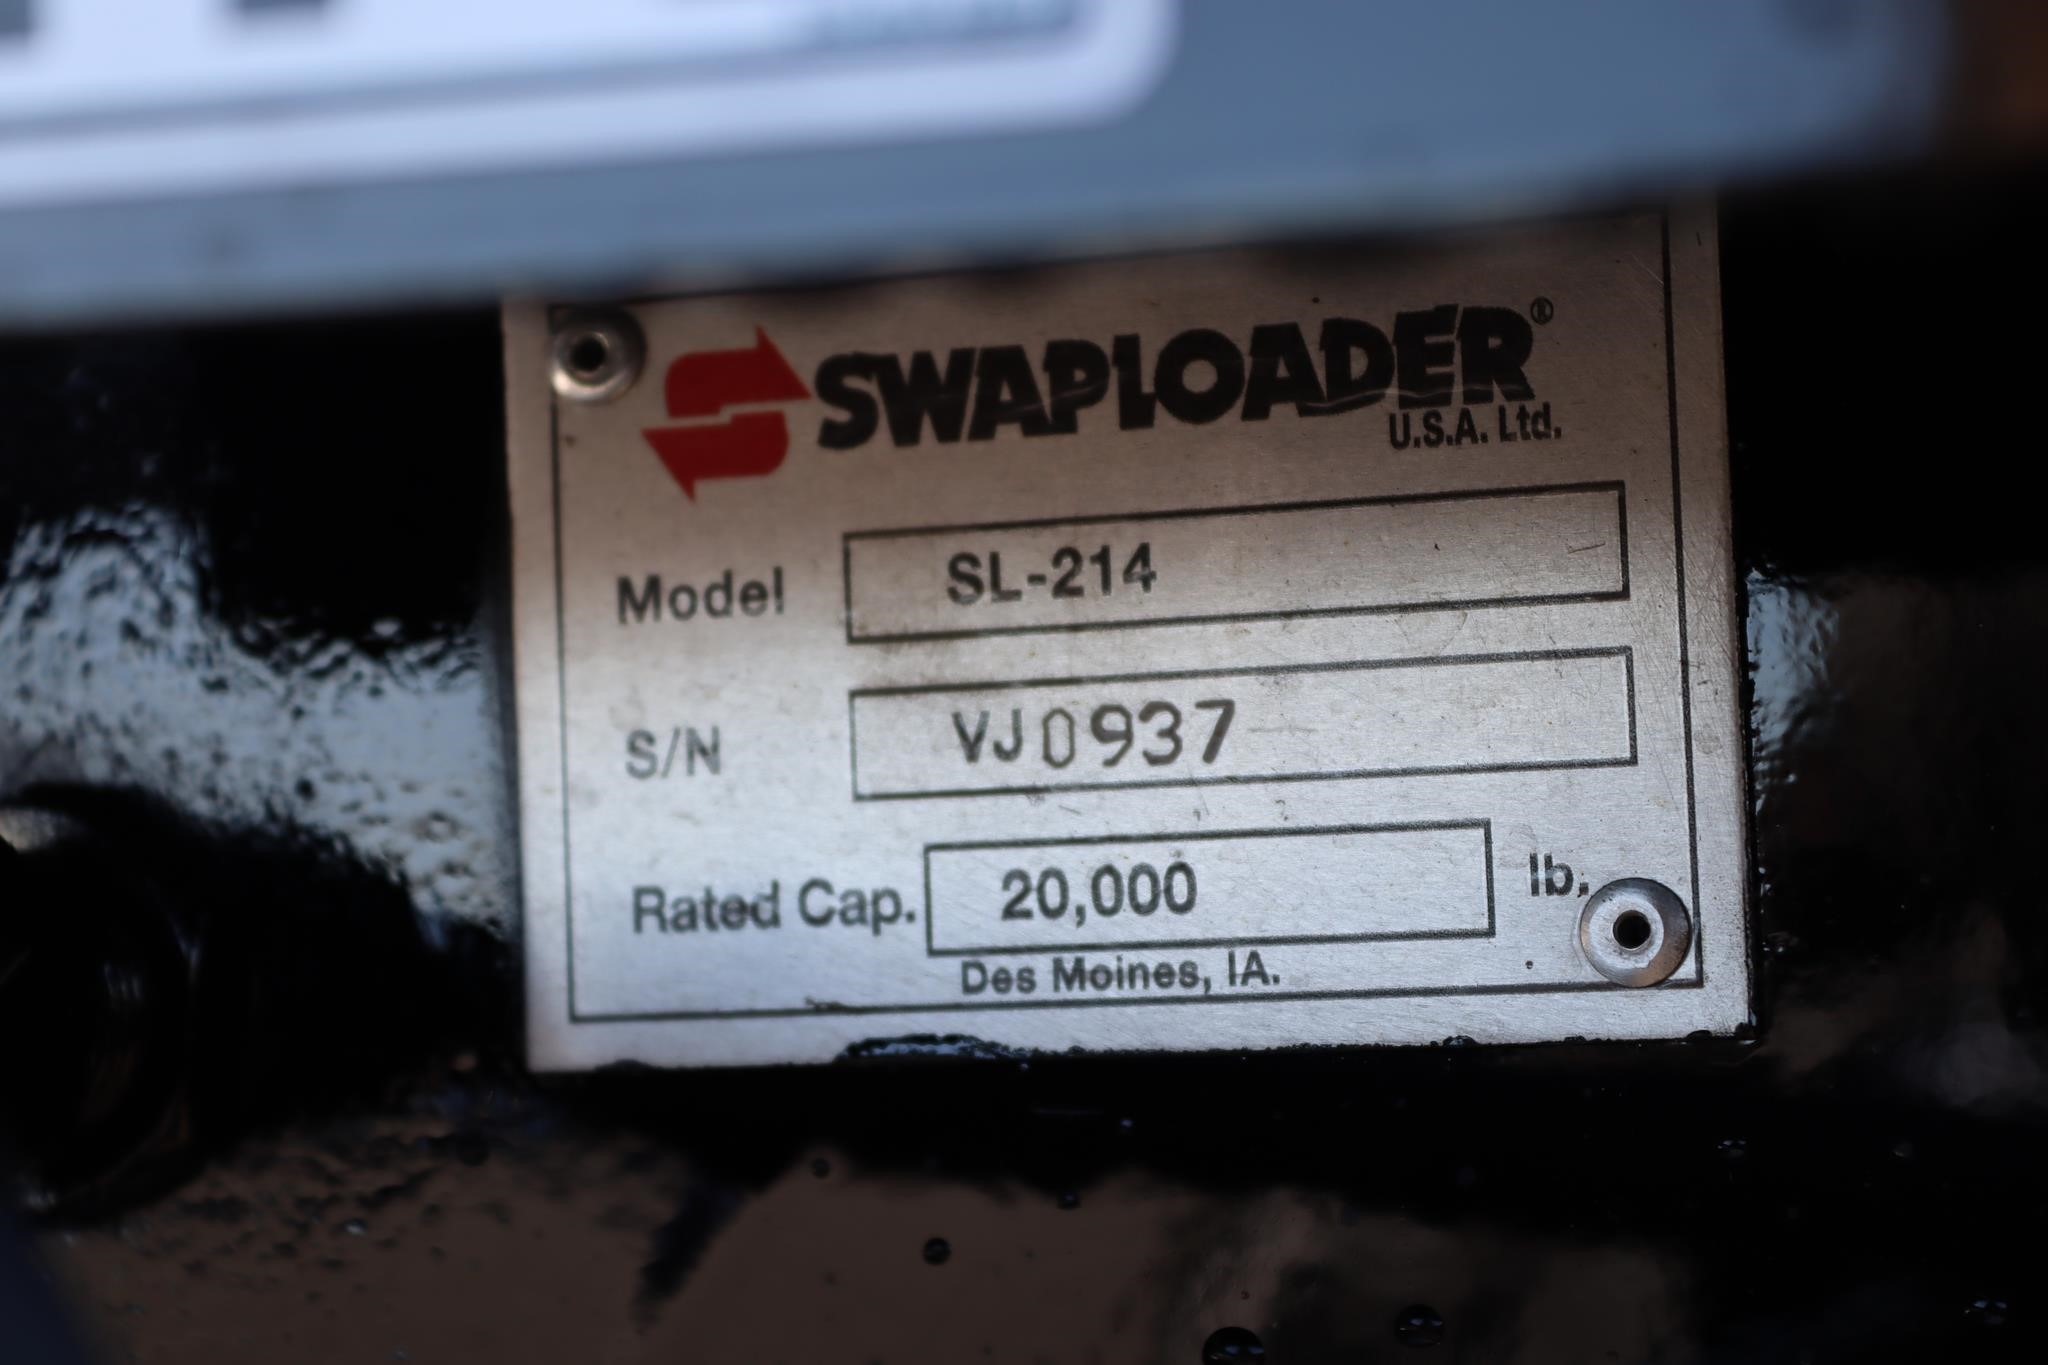 SWAPLOADER®
U.S.A. Ltd.
Model SL-214
S/N VJ0937
Rated Cap. 20,000 lb.
Des Moines, IA.